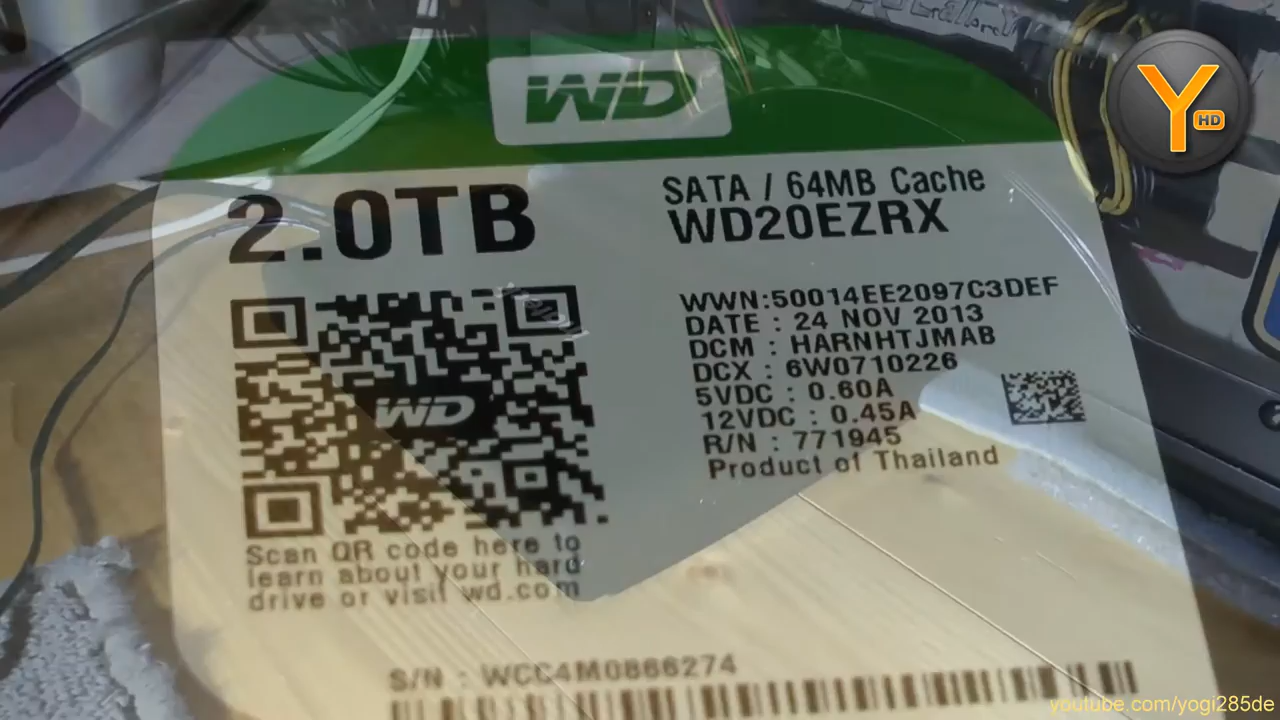 WD
Y HD
2.0TB
SATA / 64MB Cache
WD20EZRX
WWN:50014EE2097C3DEF
DATE : 24 NOV 2013
DCM : HARNHTJMAB
DCX : 6W0710226
5VDC : 0.60A
12VDC : 0.45A
R/N : 771945
Product of Thailand
WD
Scan QR code here to
learn about your hard
drive or visit wd.com
S/N : WCC4M0866274
youtube.com/yogi285de